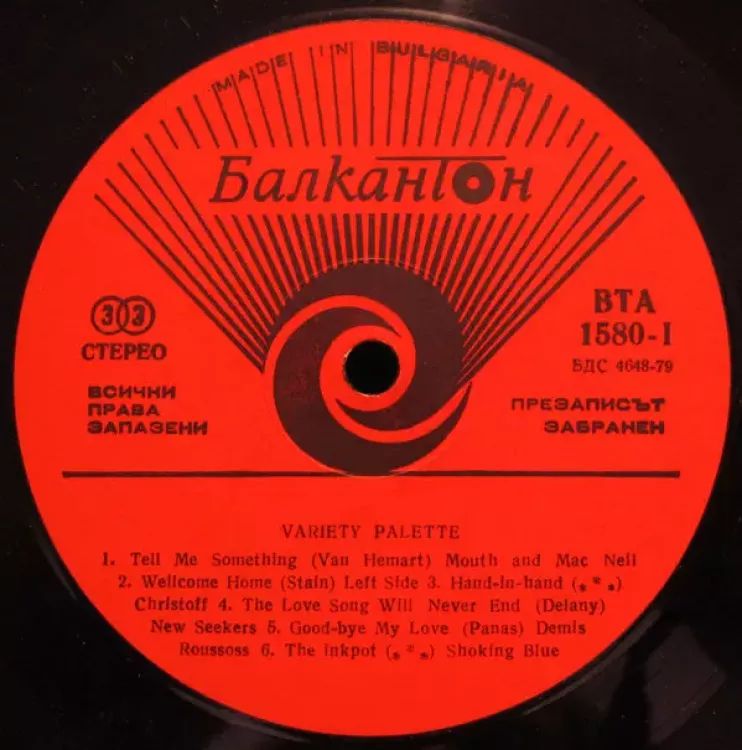 MADE IN BULGARIA
Балкантон
33
СТЕРЕО
ВСИЧКИ
ПРАВА
ЗАПАЗЕНИ
ВТА
1580-I
БДС 4648-79
ПРЕЗАПИСЪТ
ЗАБРАНЕН
VARIETY PALETTE
1. Tell Me Something (Van Hemart) Mouth and Mac Neil
2. Wellcome Home (Stain) Left Side 3. Hand-in-hand (* * *)
Christoff 4. The Love Song Will Never End (Delany)
New Seekers 5. Good-bye My Love (Panas) Demis
Roussoss 6. The Inkpot (* * *) Shoking Blue